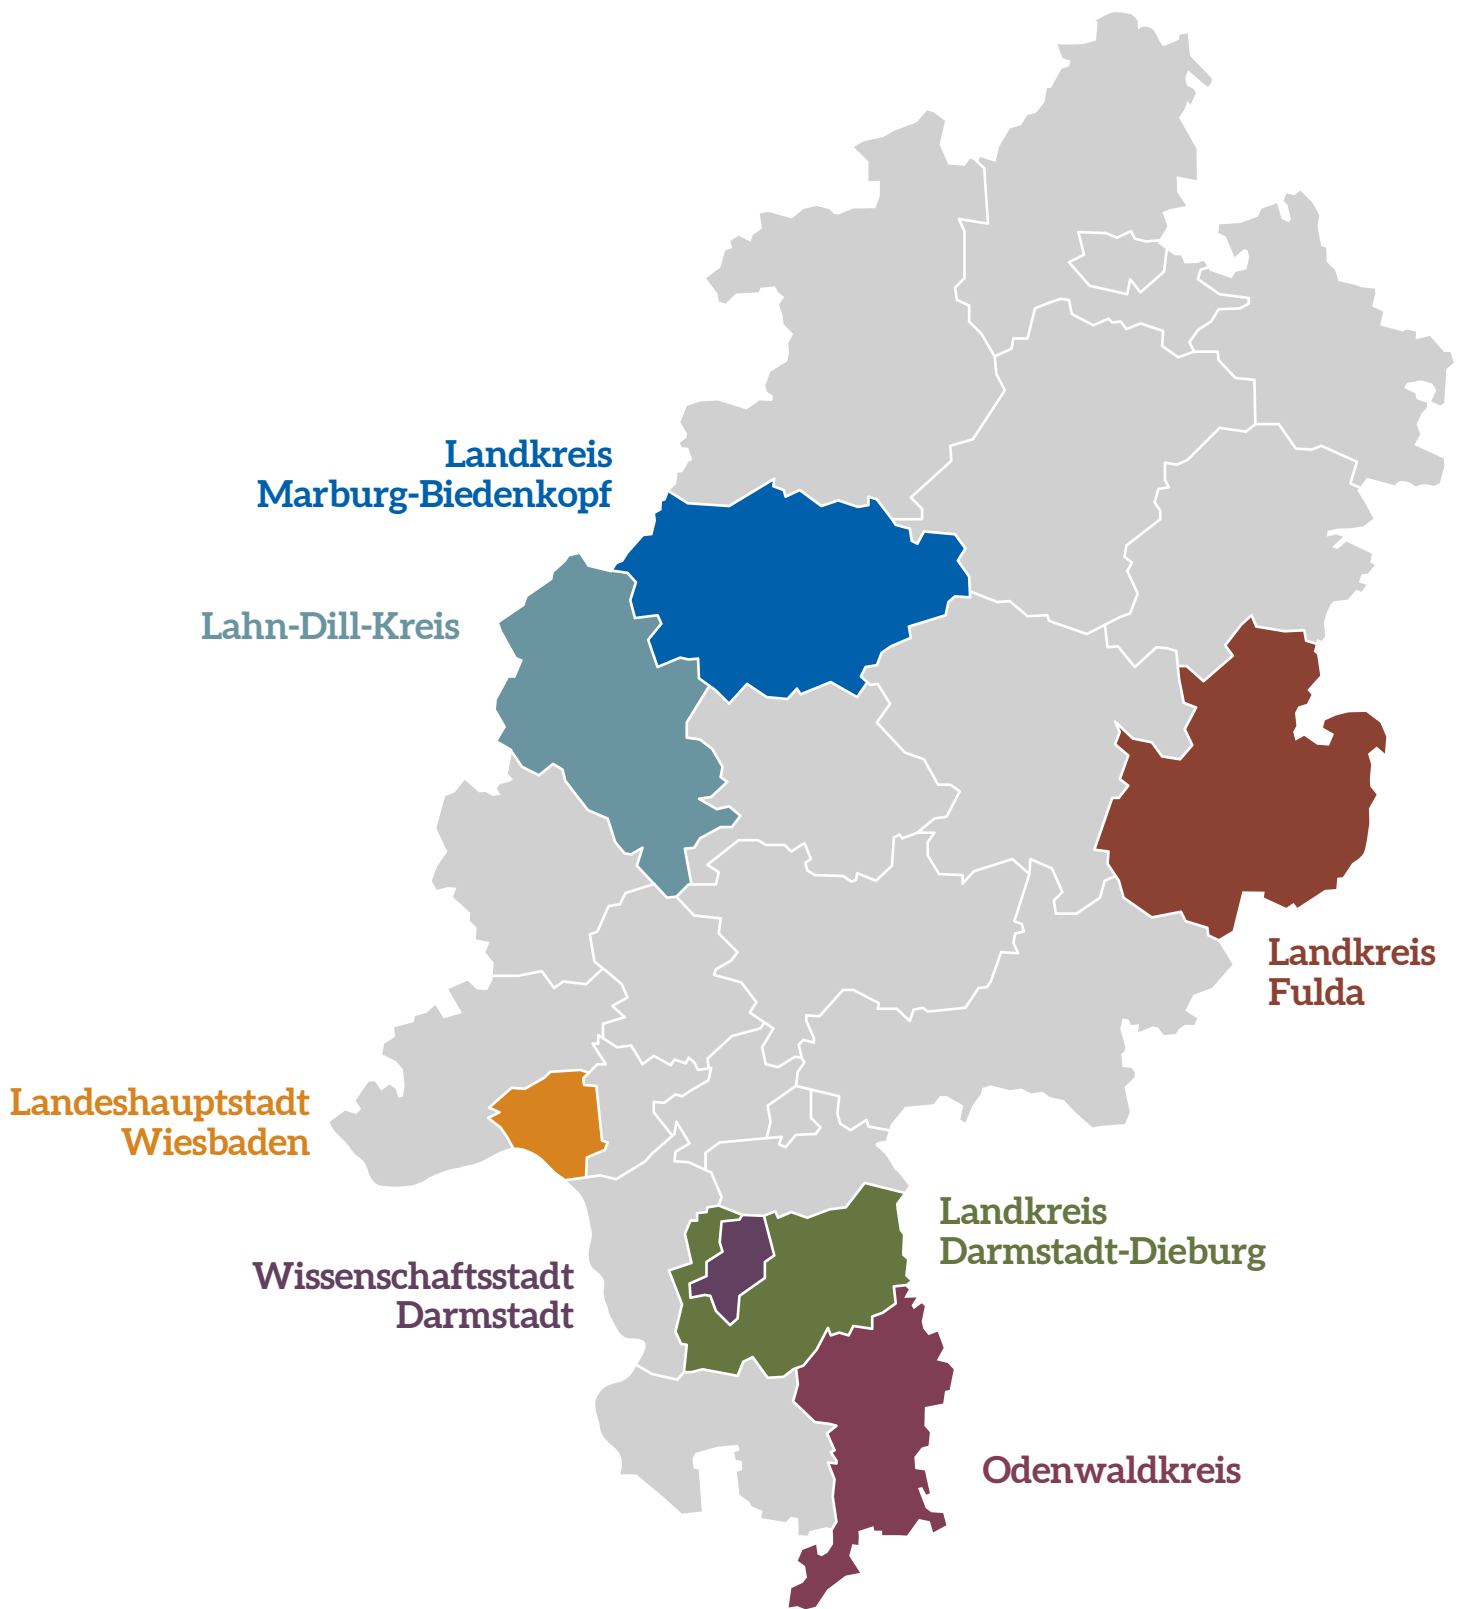 Landkreis
Marburg-Biedenkopf
Lahn-Dill-Kreis
Landkreis
Fulda
Landeshauptstadt
Wiesbaden
Landkreis
Darmstadt-Dieburg
Wissenschaftsstadt
Darmstadt
Odenwaldkreis